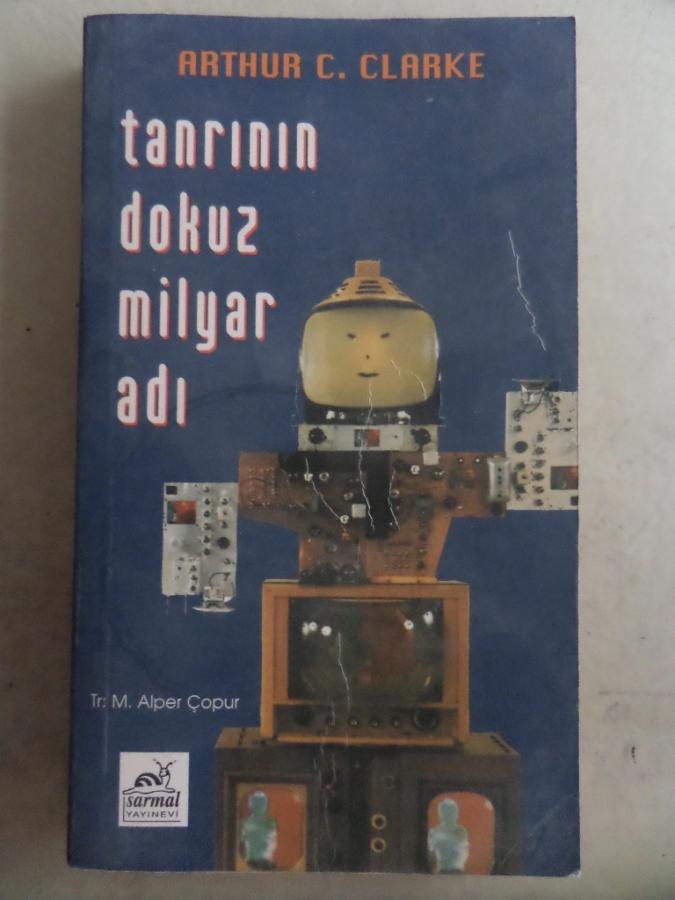 ARTHUR C. CLARKE
tanrının
dokuz
milyar
adı
Tr: M. Alper Çopur
sarmal
YAYINEVİ